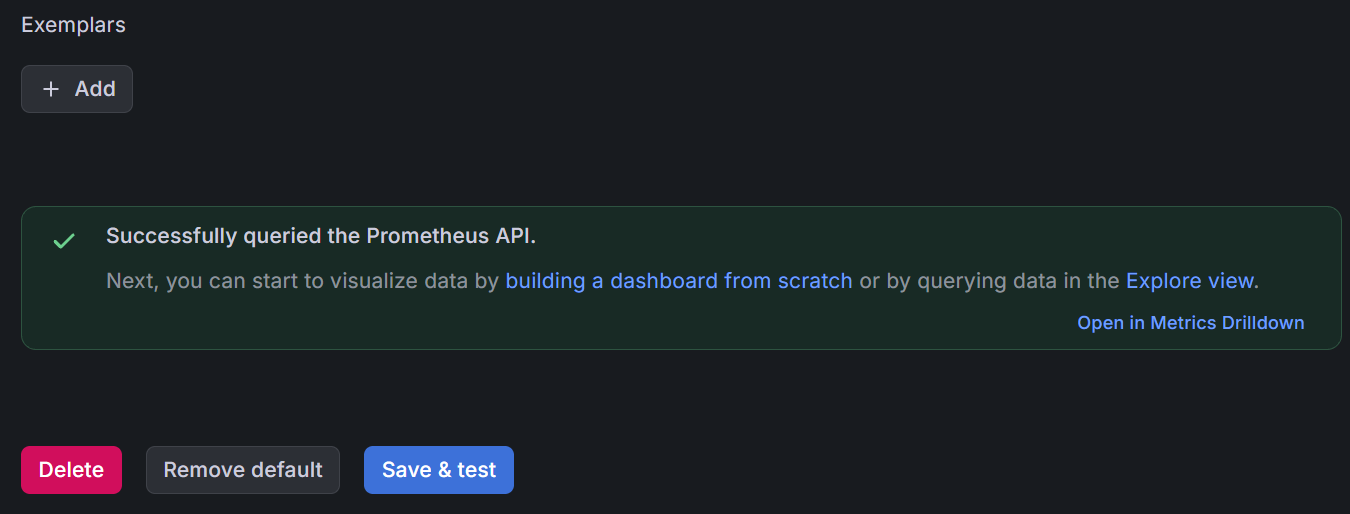 Exemplars
+ Add
Successfully queried the Prometheus API.
Next, you can start to visualize data by building a dashboard from scratch or by querying data in the Explore view.
Open in Metrics Drilldown
Delete Remove default Save & test